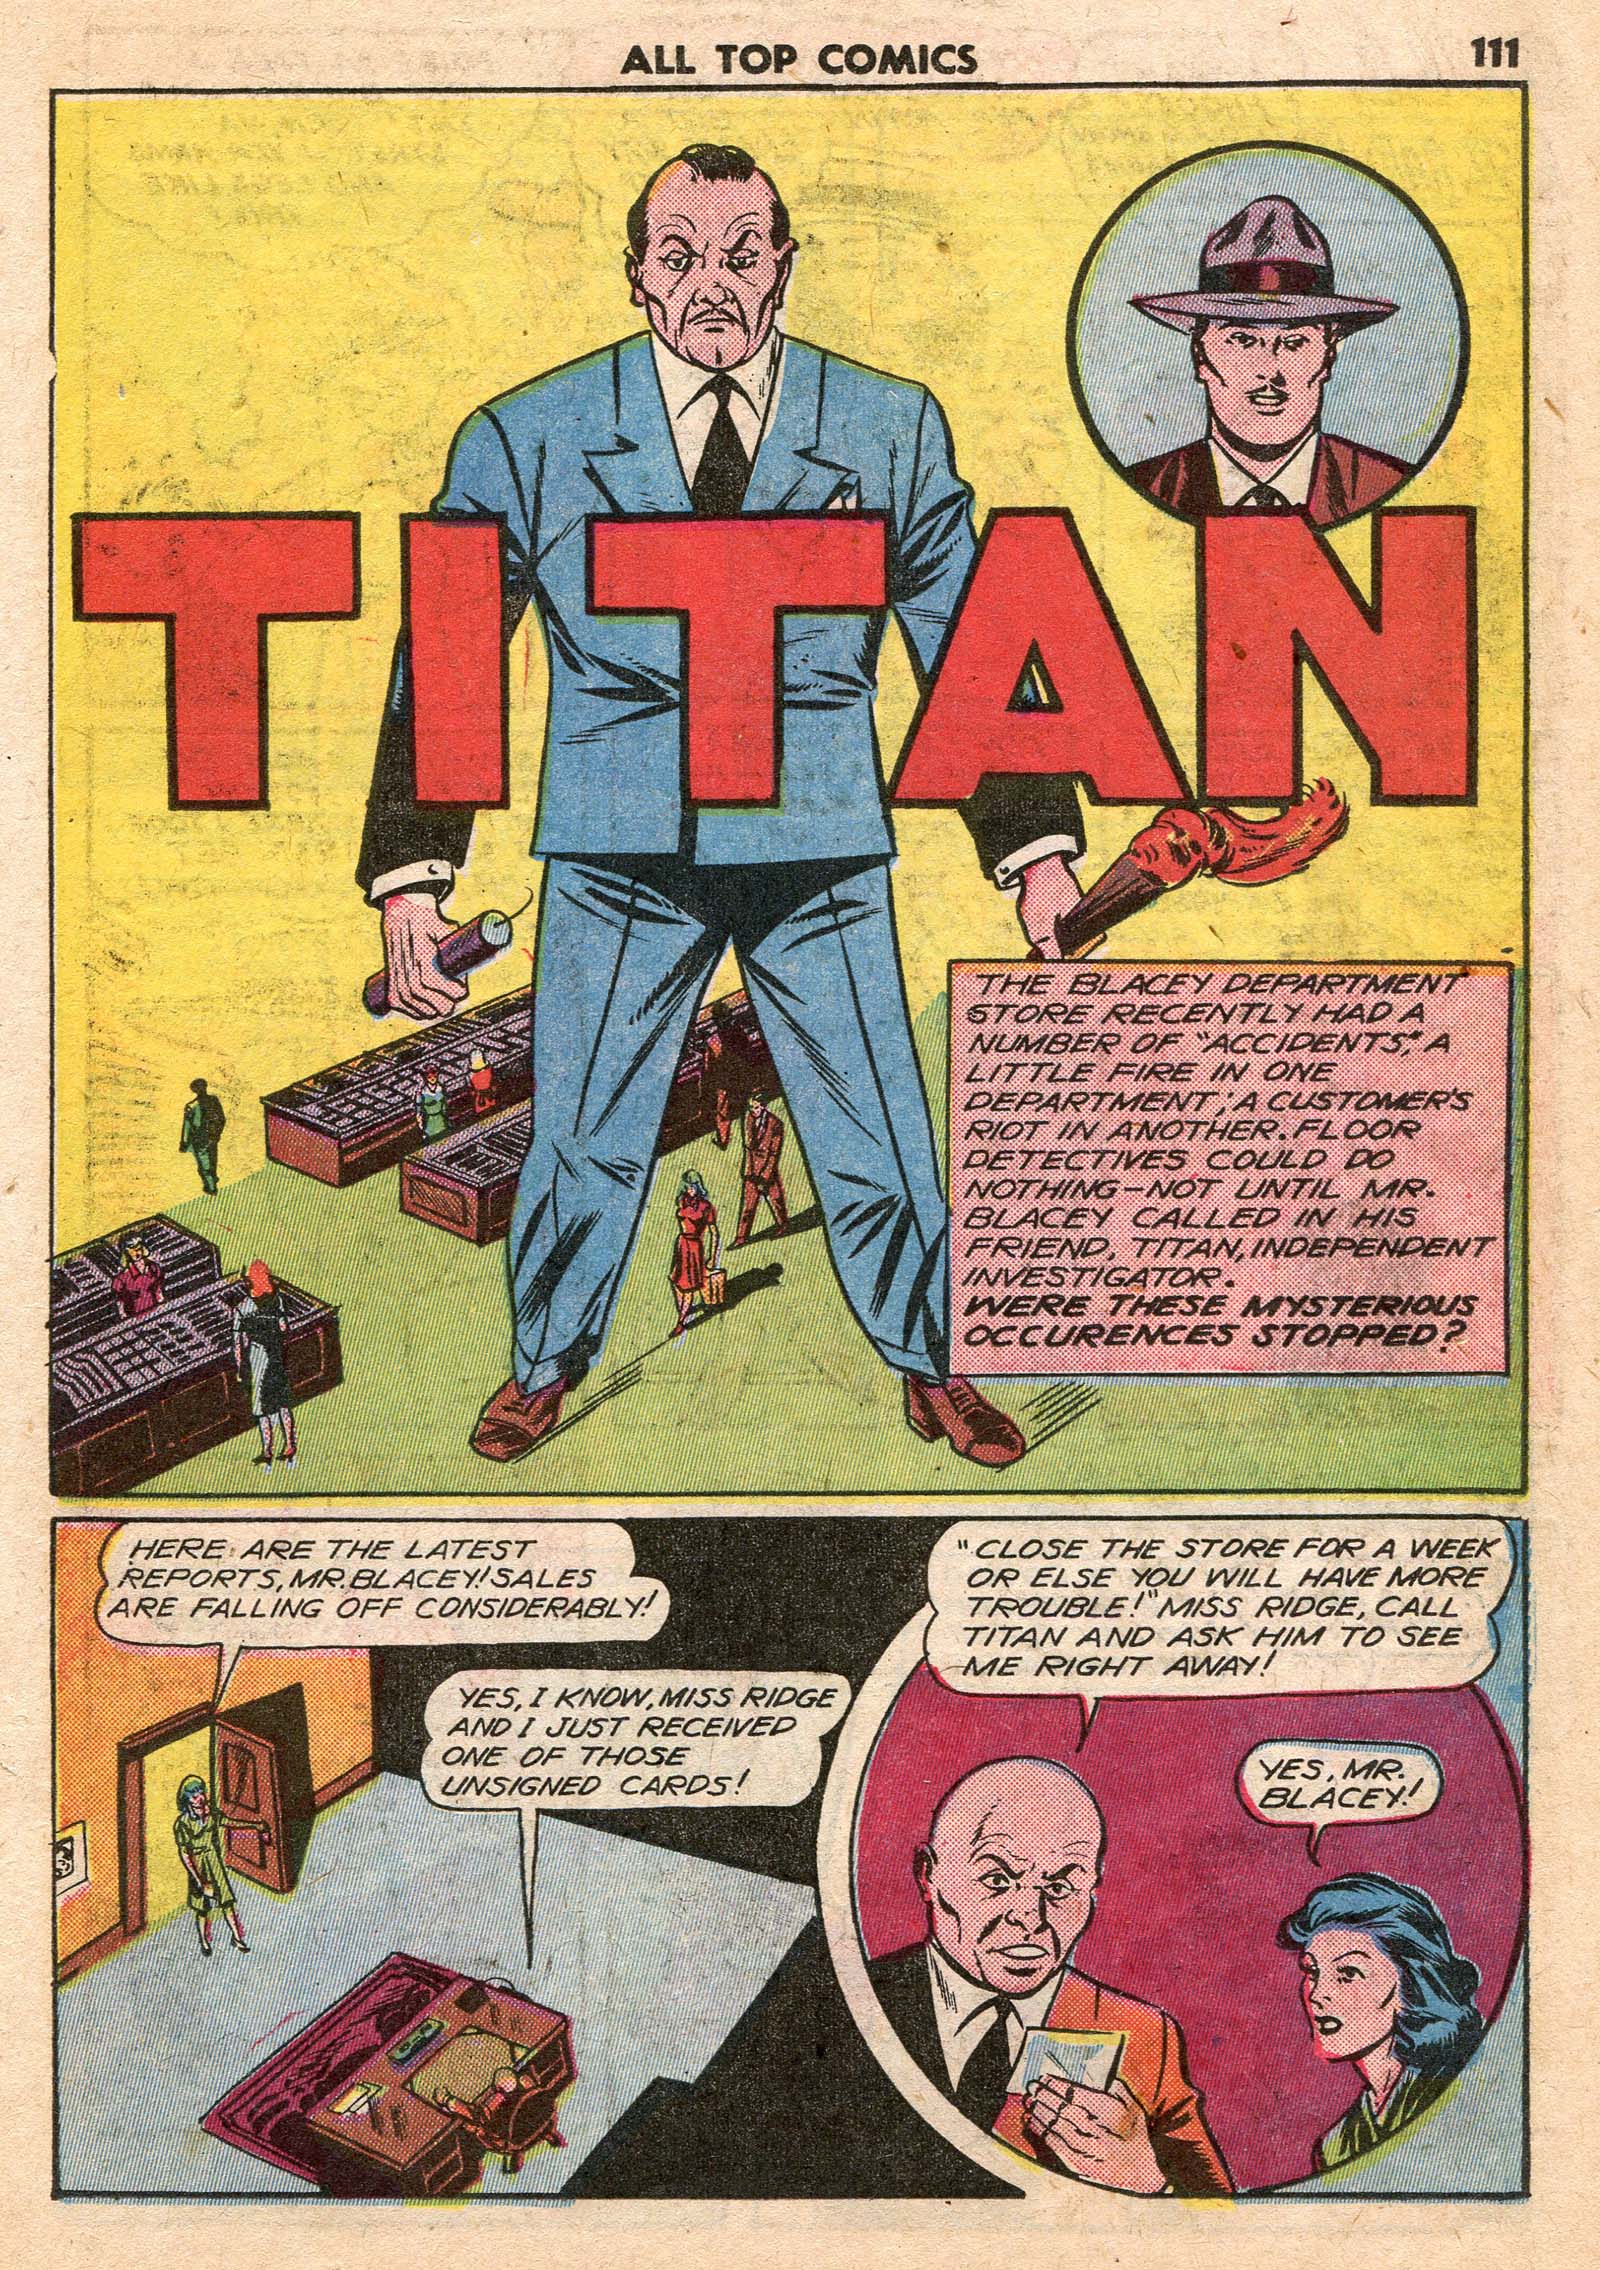 ALL TOP COMICS
111
TITAN
THE BLACEY DEPARTMENT
STORE RECENTLY HAD A
NUMBER OF "ACCIDENTS," A
LITTLE FIRE IN ONE
DEPARTMENT, A CUSTOMER'S
RIOT IN ANOTHER. FLOOR
DETECTIVES COULD DO
NOTHING—NOT UNTIL MR.
BLACEY CALLED IN HIS
FRIEND, TITAN, INDEPENDENT
INVESTIGATOR.
WERE THESE MYSTERIOUS
OCCURENCES STOPPED?
HERE ARE THE LATEST
REPORTS, MR. BLACEY! SALES
ARE FALLING OFF CONSIDERABLY!
YES, I KNOW, MISS RIDGE
AND I JUST RECEIVED
ONE OF THOSE
UNSIGNED CARDS!
"CLOSE THE STORE FOR A WEEK
OR ELSE YOU WILL HAVE MORE
TROUBLE!" MISS RIDGE, CALL
TITAN AND ASK HIM TO SEE
ME RIGHT AWAY!
YES, MR.
BLACEY!